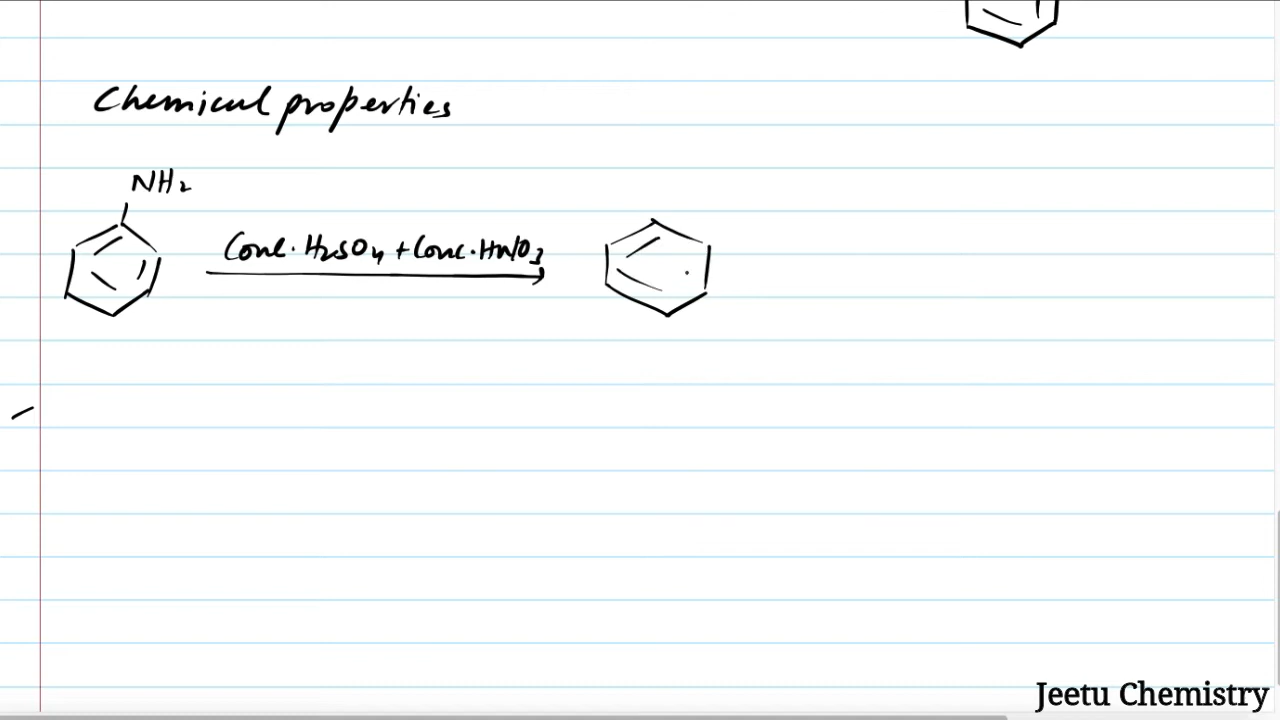 Chemical properties
NH₂
Conc. H₂SO₄ + Conc. HNO₃
Jeetu Chemistry